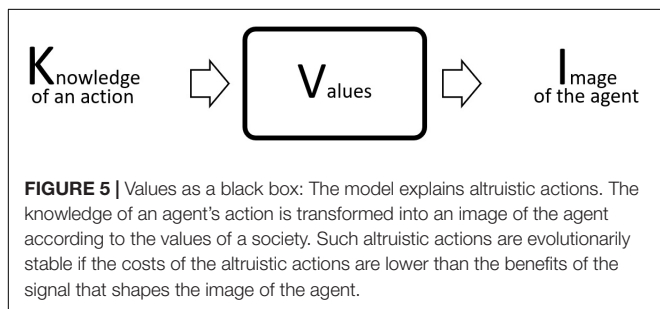 Knowledge
of an action
Values
Image
of the agent
FIGURE 5 | Values as a black box: The model explains altruistic actions. The
knowledge of an agent's action is transformed into an image of the agent
according to the values of a society. Such altruistic actions are evolutionarily
stable if the costs of the altruistic actions are lower than the benefits of the
signal that shapes the image of the agent.